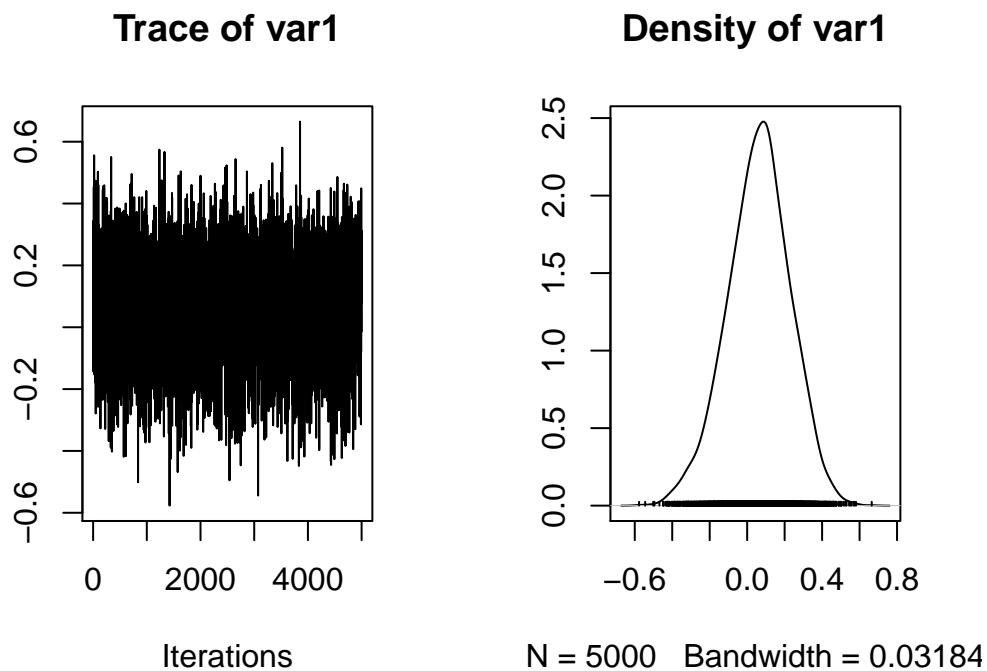 Trace of var1
0.6
0.2
−0.2
−0.6
0 2000 4000
Iterations
Density of var1
2.5
2.0
1.5
1.0
0.5
0.0
−0.6 0.0 0.4 0.8
N = 5000 Bandwidth = 0.03184